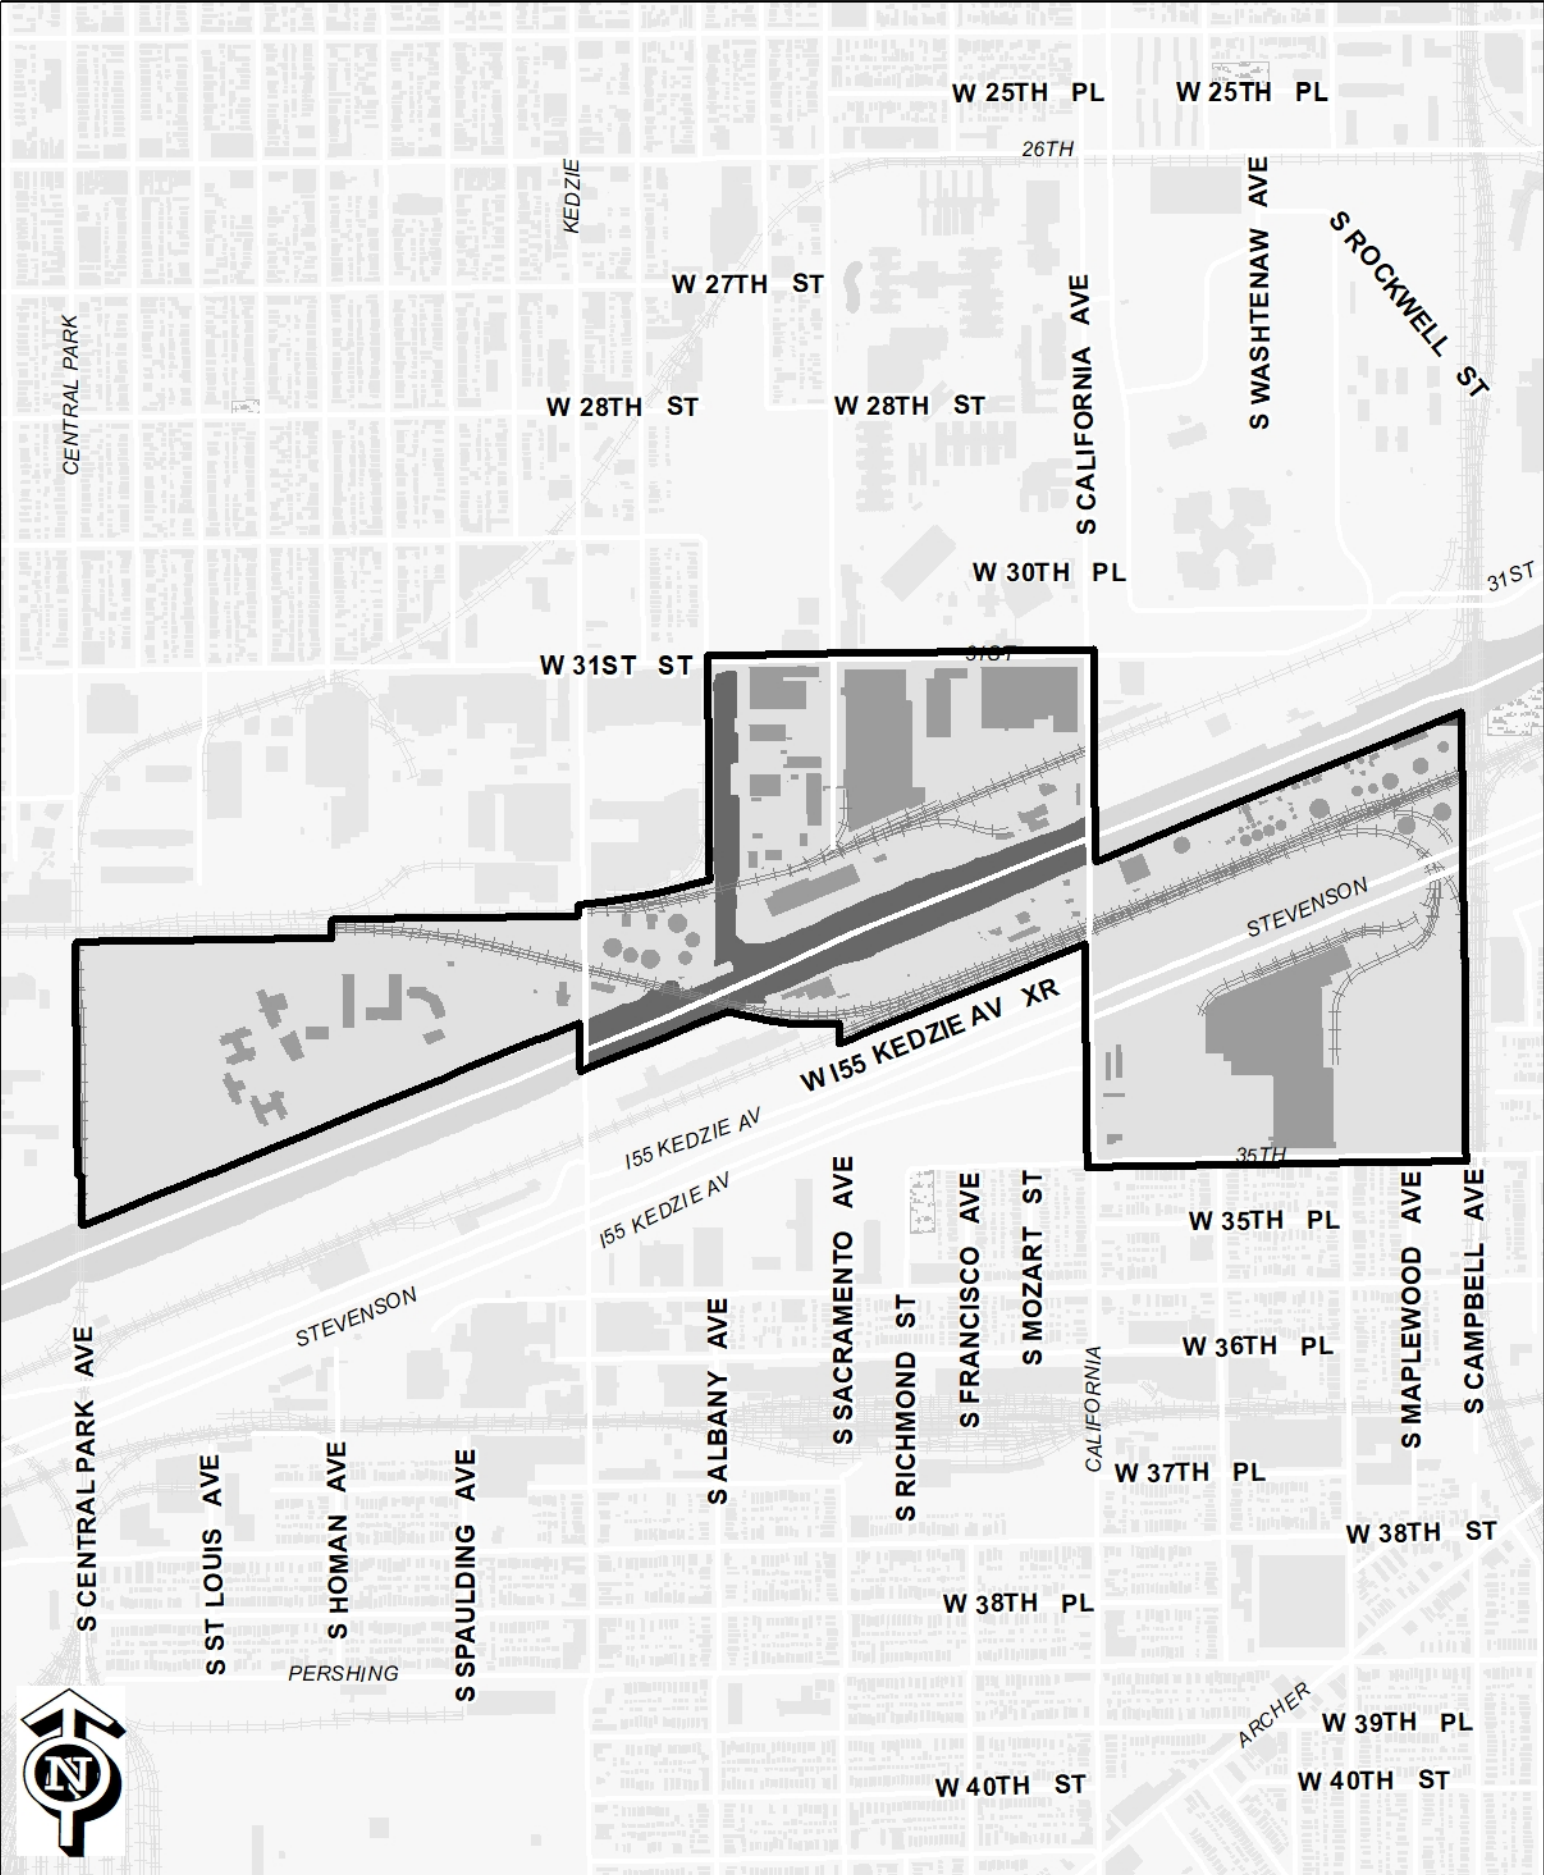 W 25TH PL
W 25TH PL
26TH
KEDZIE
S WASHTENAW AVE
S ROCKWELL ST
W 27TH ST
S CALIFORNIA AVE
CENTRAL PARK
W 28TH ST
W 28TH ST
W 30TH PL
31ST
W 31ST ST
31ST
STEVENSON
W I55 KEDZIE AV XR
I55 KEDZIE AV
I55 KEDZIE AV
35TH
W 35TH PL
S SACRAMENTO AVE
S FRANCISCO AVE
S MOZART ST
S MAPLEWOOD AVE
S CAMPBELL AVE
STEVENSON
S ALBANY AVE
S RICHMOND ST
W 36TH PL
CALIFORNIA
S CENTRAL PARK AVE
S ST LOUIS AVE
S HOMAN AVE
S SPAULDING AVE
W 37TH PL
W 38TH ST
W 38TH PL
PERSHING
ARCHER
W 39TH PL
W 40TH ST
W 40TH ST
N